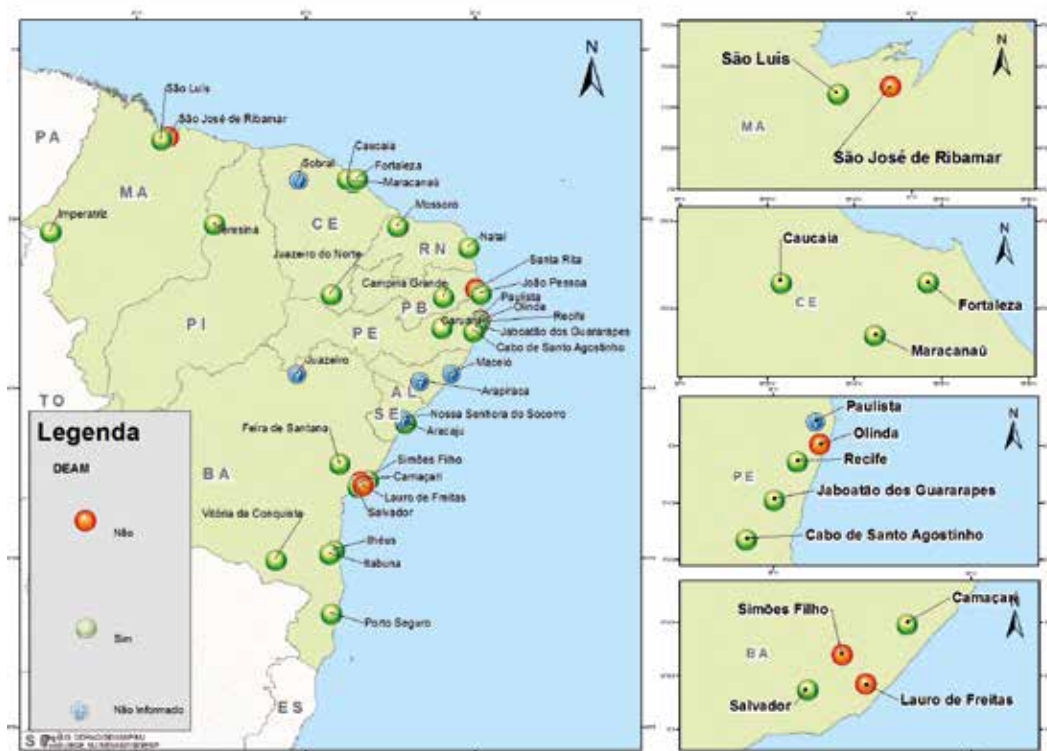 N
São Luís
São José de Ribamar
PA
MA
Sobral
Caucaia
Fortaleza
Maracanaû
CE
Mossoró
Imperatriz
Teresina
RN
Natal
Juazeiro do Norte
Santa Rita
Campina Grande
João Pessoa
PB
Paulista
Olinda
Caruaru
Recife
PI
PE
Jaboatão dos Guararapes
Cabo de Santo Agostinho
Juazeiro
Maceió
AL
Arapiraca
TO
SE
Nossa Senhora do Socorro
Aracaju
Feira de Santana
BA
Simões Filho
Camaçari
Lauro de Freitas
Salvador
Vitória da Conquista
Ilhéus
Itabuna
Porto Seguro
ES
Legenda
DEAM
Não
Sim
Não Informado
N
São Luis
MA
São José de Ribamar
N
Caucaia
CE
Fortaleza
Maracanaû
N
Paulista
Olinda
Recife
PE
Jaboatão dos Guararapes
Cabo de Santo Agostinho
N
Camaçari
Simões Filho
BA
Salvador
Lauro de Freitas